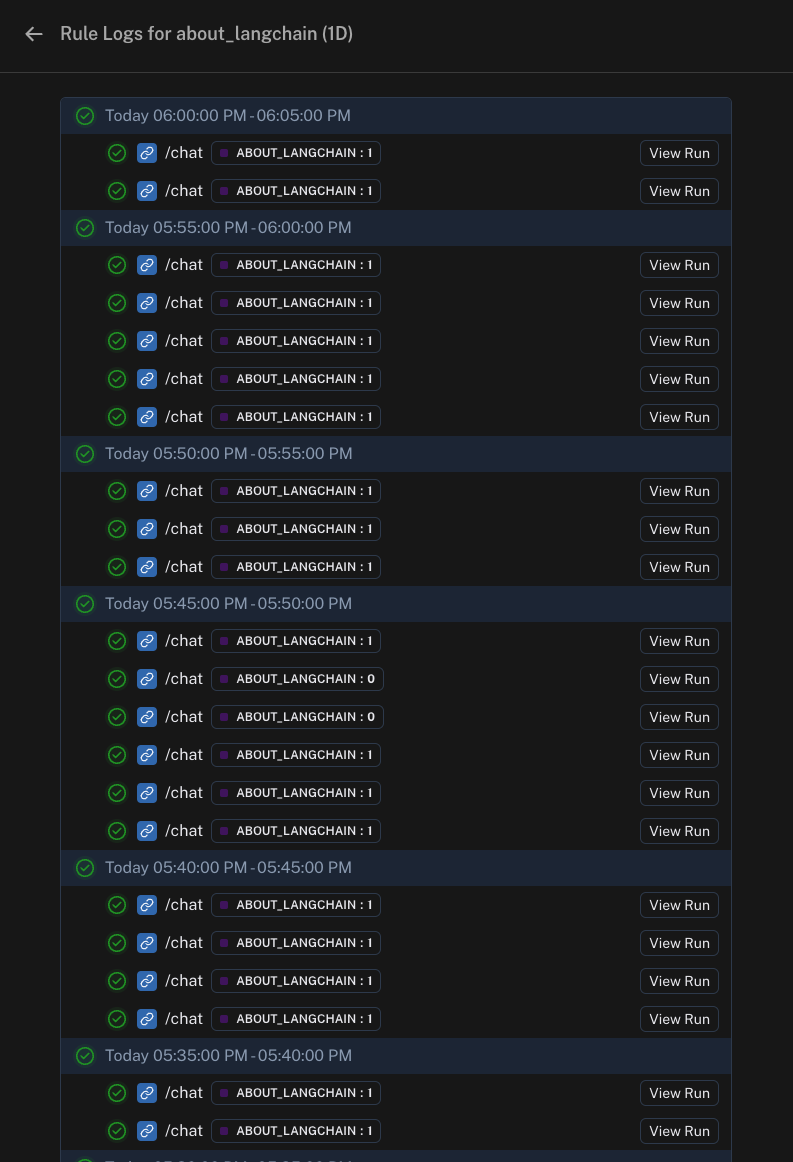 Rule Logs for about_langchain (1D)
Today 06:00:00 PM - 06:05:00 PM
/chat ABOUT_LANGCHAIN : 1 View Run
/chat ABOUT_LANGCHAIN : 1 View Run
Today 05:55:00 PM - 06:00:00 PM
/chat ABOUT_LANGCHAIN : 1 View Run
/chat ABOUT_LANGCHAIN : 1 View Run
/chat ABOUT_LANGCHAIN : 1 View Run
/chat ABOUT_LANGCHAIN : 1 View Run
/chat ABOUT_LANGCHAIN : 1 View Run
Today 05:50:00 PM - 05:55:00 PM
/chat ABOUT_LANGCHAIN : 1 View Run
/chat ABOUT_LANGCHAIN : 1 View Run
/chat ABOUT_LANGCHAIN : 1 View Run
Today 05:45:00 PM - 05:50:00 PM
/chat ABOUT_LANGCHAIN : 1 View Run
/chat ABOUT_LANGCHAIN : 0 View Run
/chat ABOUT_LANGCHAIN : 0 View Run
/chat ABOUT_LANGCHAIN : 1 View Run
/chat ABOUT_LANGCHAIN : 1 View Run
/chat ABOUT_LANGCHAIN : 1 View Run
Today 05:40:00 PM - 05:45:00 PM
/chat ABOUT_LANGCHAIN : 1 View Run
/chat ABOUT_LANGCHAIN : 1 View Run
/chat ABOUT_LANGCHAIN : 1 View Run
/chat ABOUT_LANGCHAIN : 1 View Run
Today 05:35:00 PM - 05:40:00 PM
/chat ABOUT_LANGCHAIN : 1 View Run
/chat ABOUT_LANGCHAIN : 1 View Run